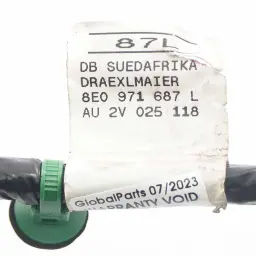 87L
DB SUEDAFRIKA
DRAEXLMAIER
8E0 971 687 L
AU 2V 025 118
GlobalParts 07/2023
WARRANTY VOID